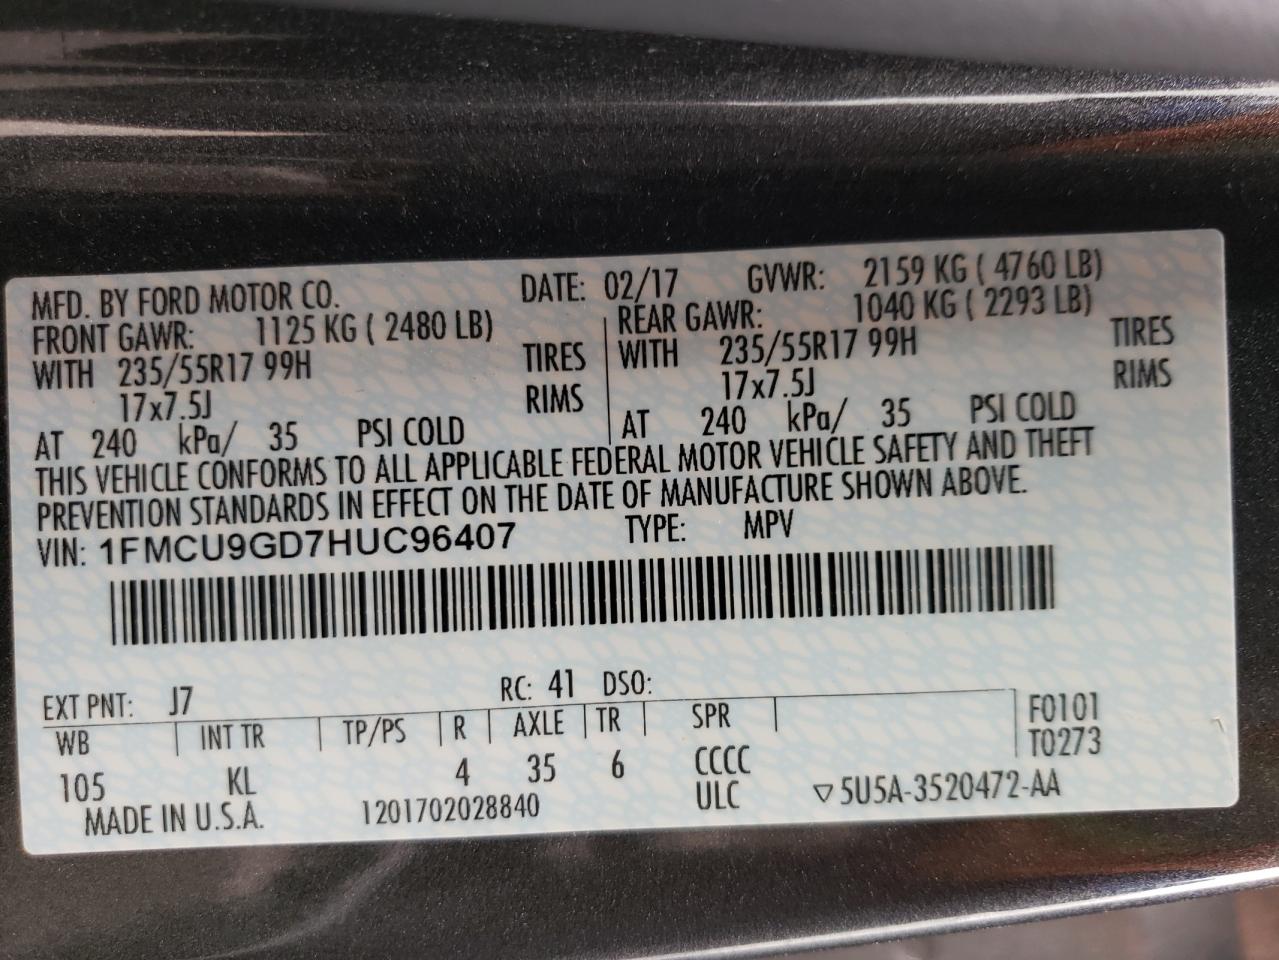 MFD. BY FORD MOTOR CO. DATE: 02/17 GVWR: 2159 KG ( 4760 LB)
FRONT GAWR: 1125 KG ( 2480 LB) REAR GAWR: 1040 KG ( 2293 LB)
WITH 235/55R17 99H TIRES WITH 235/55R17 99H TIRES
17x7.5J RIMS 17x7.5J RIMS
AT 240 kPa/ 35 PSI COLD AT 240 kPa/ 35 PSI COLD
THIS VEHICLE CONFORMS TO ALL APPLICABLE FEDERAL MOTOR VEHICLE SAFETY AND THEFT
PREVENTION STANDARDS IN EFFECT ON THE DATE OF MANUFACTURE SHOWN ABOVE.
VIN: 1FMCU9GD7HUC96407 TYPE: MPV
EXT PNT: J7 RC: 41 DSO:
WB INT TR TP/PS R AXLE TR SPR F0101
T0273
105 KL 4 35 6 CCCC
ULC ▽5U5A-3520472-AA
MADE IN U.S.A. 1201702028840